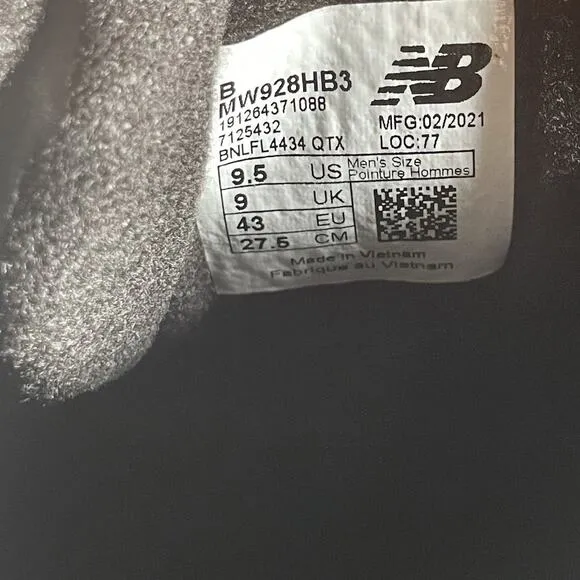 B
MW928HB3
191264371088
7125432
BNLFL4434 QTX
NB
MFG:02/2021
LOC:77
9.5 US Men's Size
Pointure Hommes
9 UK
43 EU
27.5 CM
Made in Vietnam
Fabriqué au Vietnam